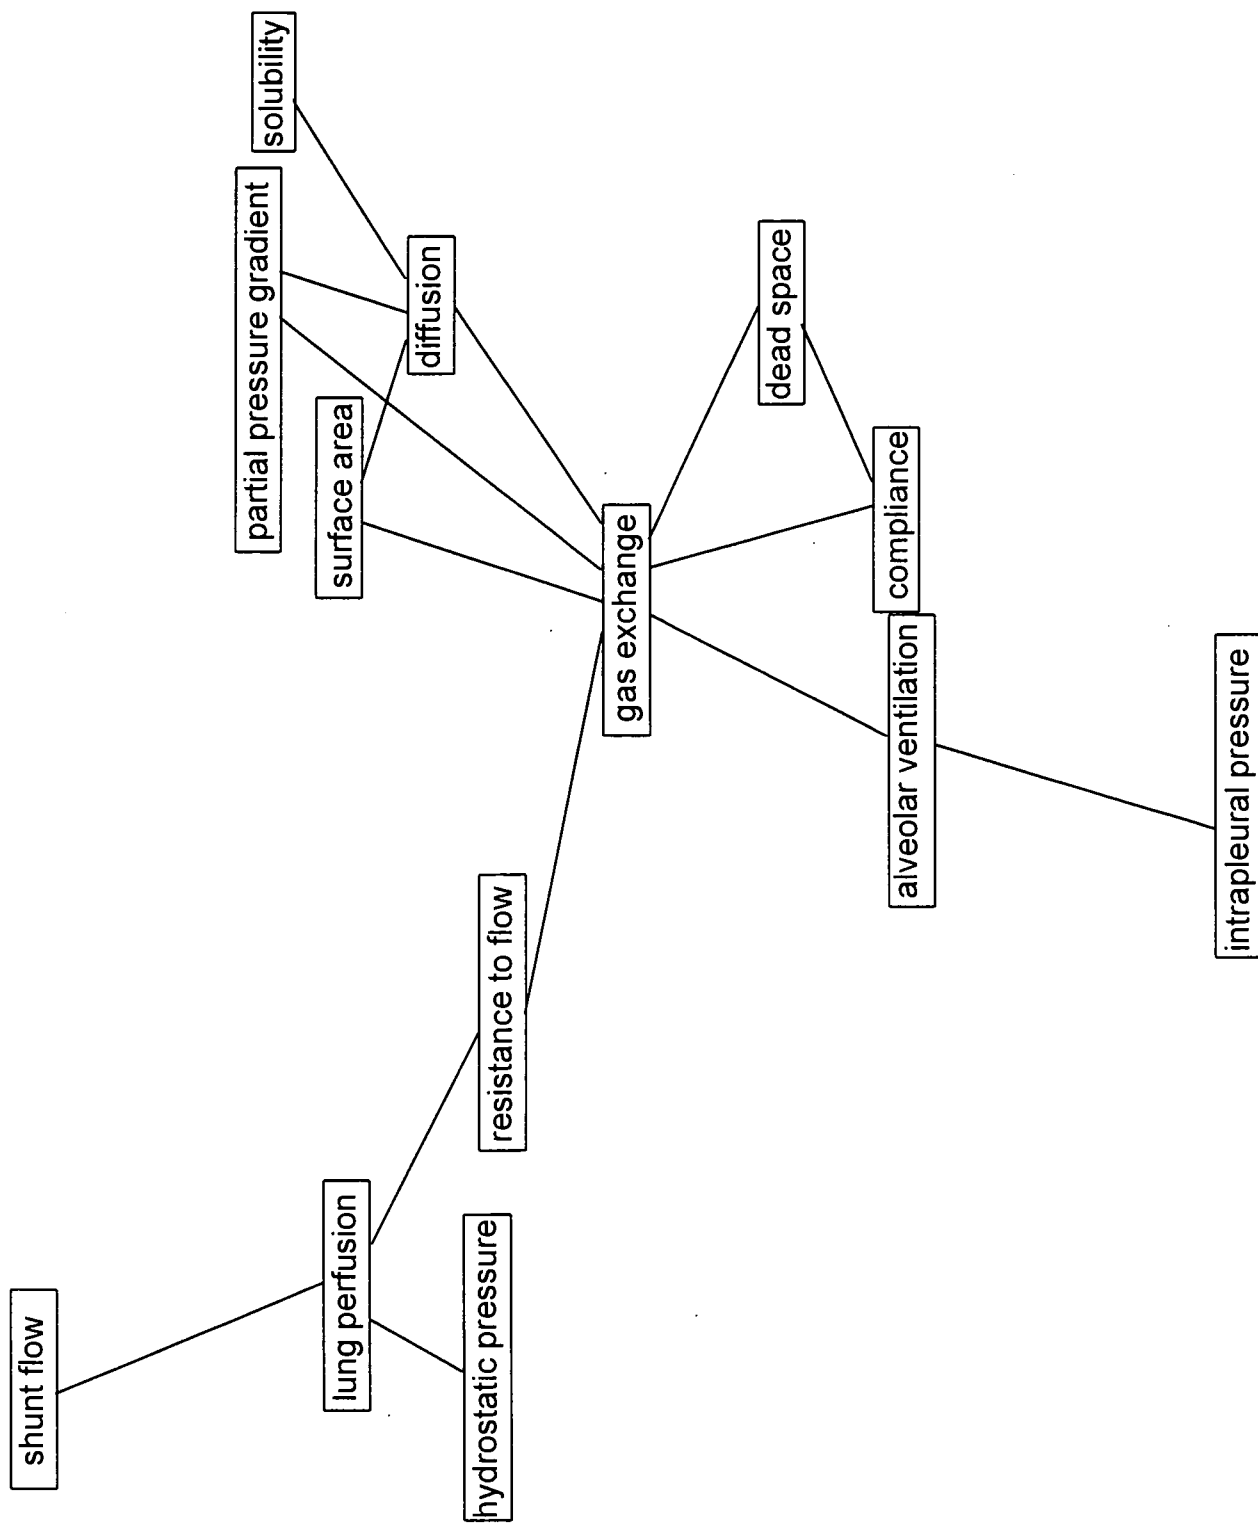 shunt flow
lung perfusion
hydrostatic pressure
resistance to flow
partial pressure gradient
solubility
surface area
diffusion
gas exchange
dead space
compliance
alveolar ventilation
intrapleural pressure